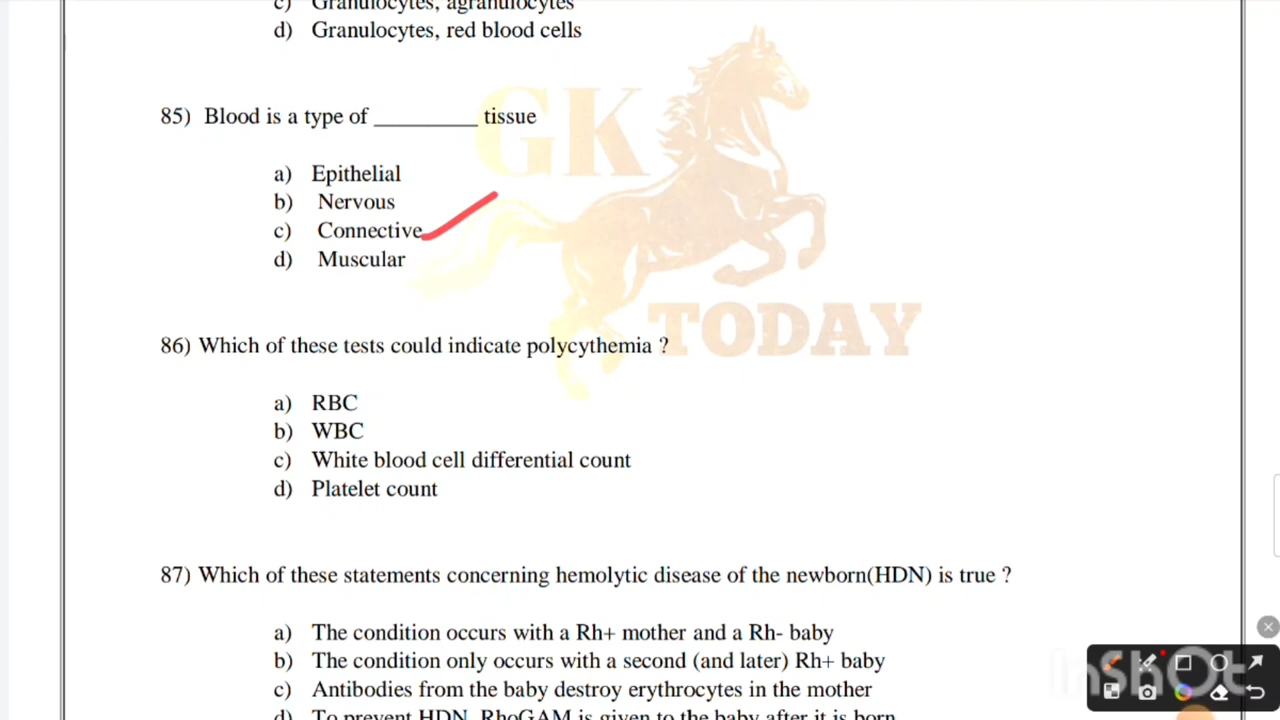 c) Granulocytes, agranulocytes
d) Granulocytes, red blood cells
GK
85) Blood is a type of _________ tissue
a) Epithelial
b) Nervous
c) Connective
d) Muscular
TODAY
86) Which of these tests could indicate polycythemia ?
a) RBC
b) WBC
c) White blood cell differential count
d) Platelet count
87) Which of these statements concerning hemolytic disease of the newborn(HDN) is true ?
a) The condition occurs with a Rh+ mother and a Rh- baby
b) The condition only occurs with a second (and later) Rh+ baby
InShOt
c) Antibodies from the baby destroy erythrocytes in the mother
d) To prevent HDN, RhoGAM is given to the baby after it is born